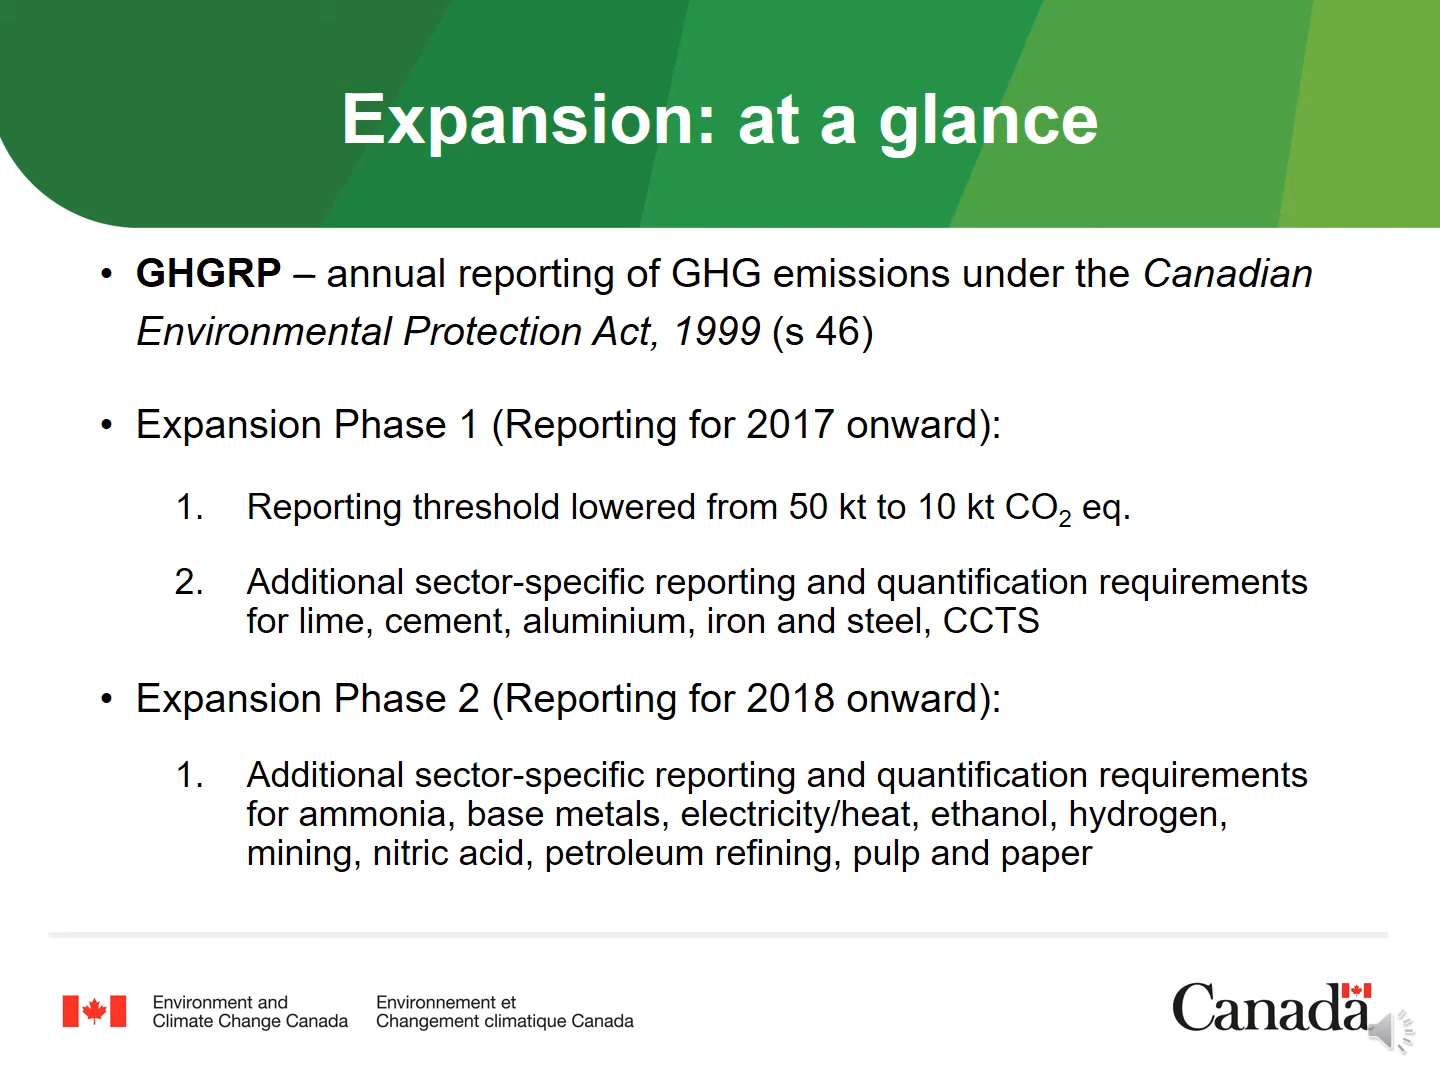 Expansion: at a glance
• GHGRP – annual reporting of GHG emissions under the Canadian
Environmental Protection Act, 1999 (s 46)
• Expansion Phase 1 (Reporting for 2017 onward):
1. Reporting threshold lowered from 50 kt to 10 kt CO₂ eq.
2. Additional sector-specific reporting and quantification requirements
for lime, cement, aluminium, iron and steel, CCTS
• Expansion Phase 2 (Reporting for 2018 onward):
1. Additional sector-specific reporting and quantification requirements
for ammonia, base metals, electricity/heat, ethanol, hydrogen,
mining, nitric acid, petroleum refining, pulp and paper
Environment and
Climate Change Canada
Environnement et
Changement climatique Canada
Canada